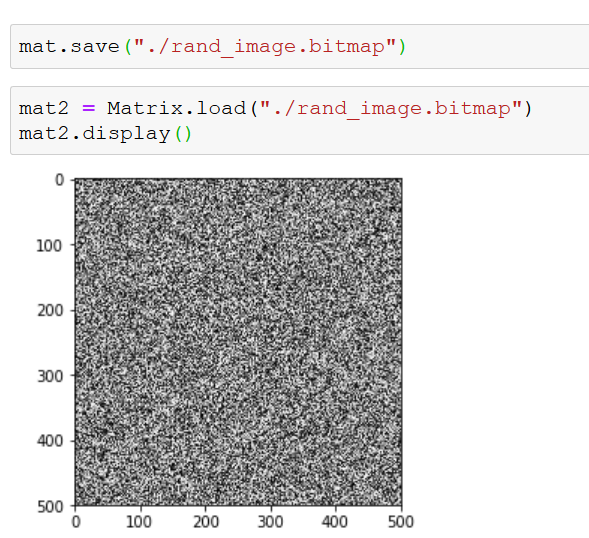 mat.save("./rand_image.bitmap")
mat2 = Matrix.load("./rand_image.bitmap")
mat2.display()
0
100
200
300
400
500
0 100 200 300 400 500